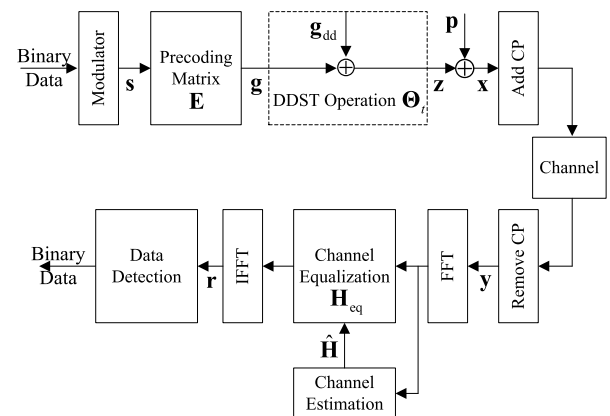 Binary
Data
Modulator
s
Precoding
Matrix
E
g
g_dd
DDST Operation Θ_t
z
p
x
Add CP
Channel
Remove CP
y
FFT
Channel
Equalization
H_eq
Ĥ
Channel
Estimation
IFFT
r
Data
Detection
Binary
Data